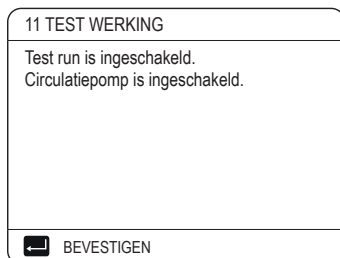 11 TEST WERKING
Test run is ingeschakeld.
Circulatiepomp is ingeschakeld.
BEVESTIGEN